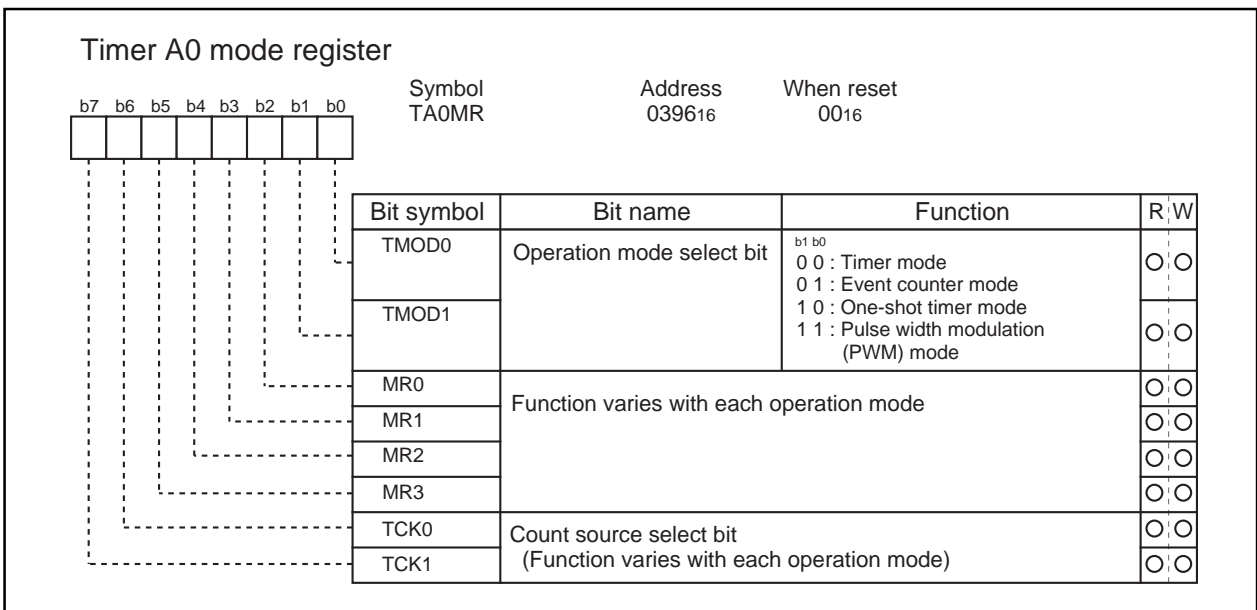 Timer A0 mode register
Symbol Address When reset
TA0MR 039616 0016
b7 b6 b5 b4 b3 b2 b1 b0
Bit symbol Bit name Function R W
TMOD0 Operation mode select bit b1 b0
0 0 : Timer mode
0 1 : Event counter mode
TMOD1 1 0 : One-shot timer mode
1 1 : Pulse width modulation
(PWM) mode
MR0 Function varies with each operation mode
MR1
MR2
MR3
TCK0 Count source select bit
TCK1 (Function varies with each operation mode)